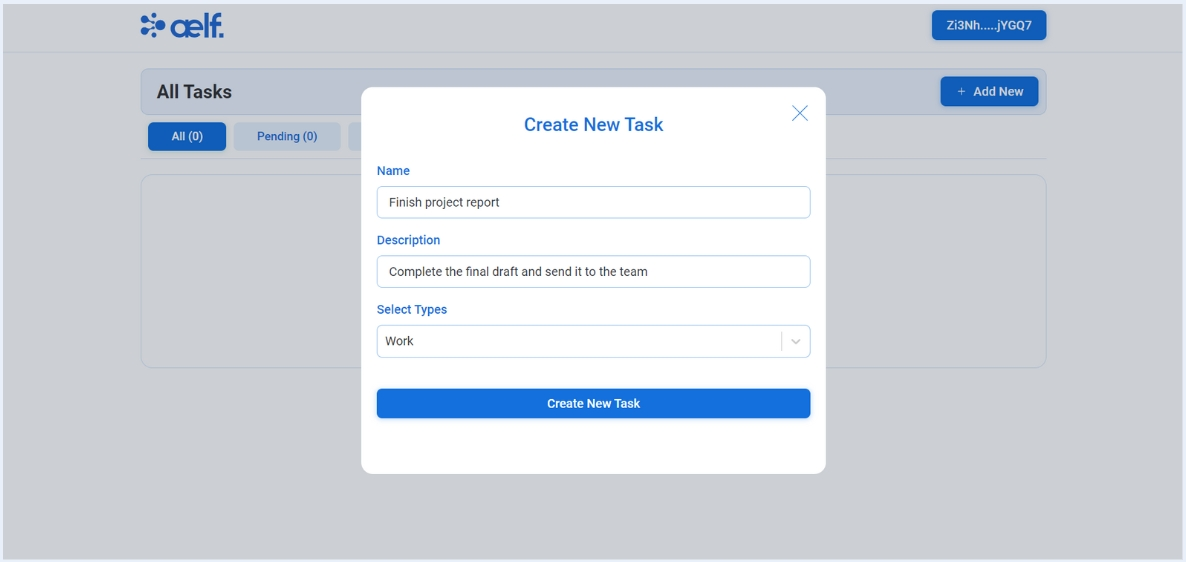 aelf.
Zi3Nh.....jYGQ7
All Tasks
+ Add New
All (0)
Pending (0)
Create New Task
Name
Finish project report
Description
Complete the final draft and send it to the team
Select Types
Work
Create New Task